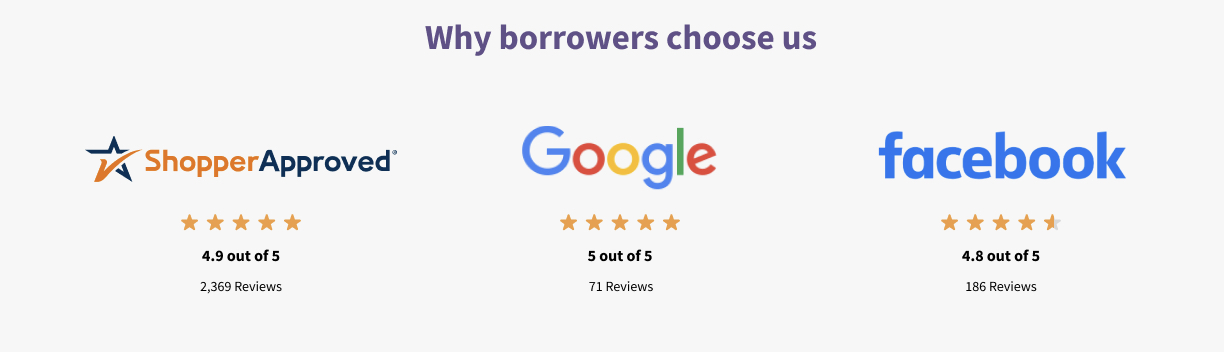 Why borrowers choose us
ShopperApproved®
Google
facebook
4.9 out of 5
5 out of 5
4.8 out of 5
2,369 Reviews
71 Reviews
186 Reviews